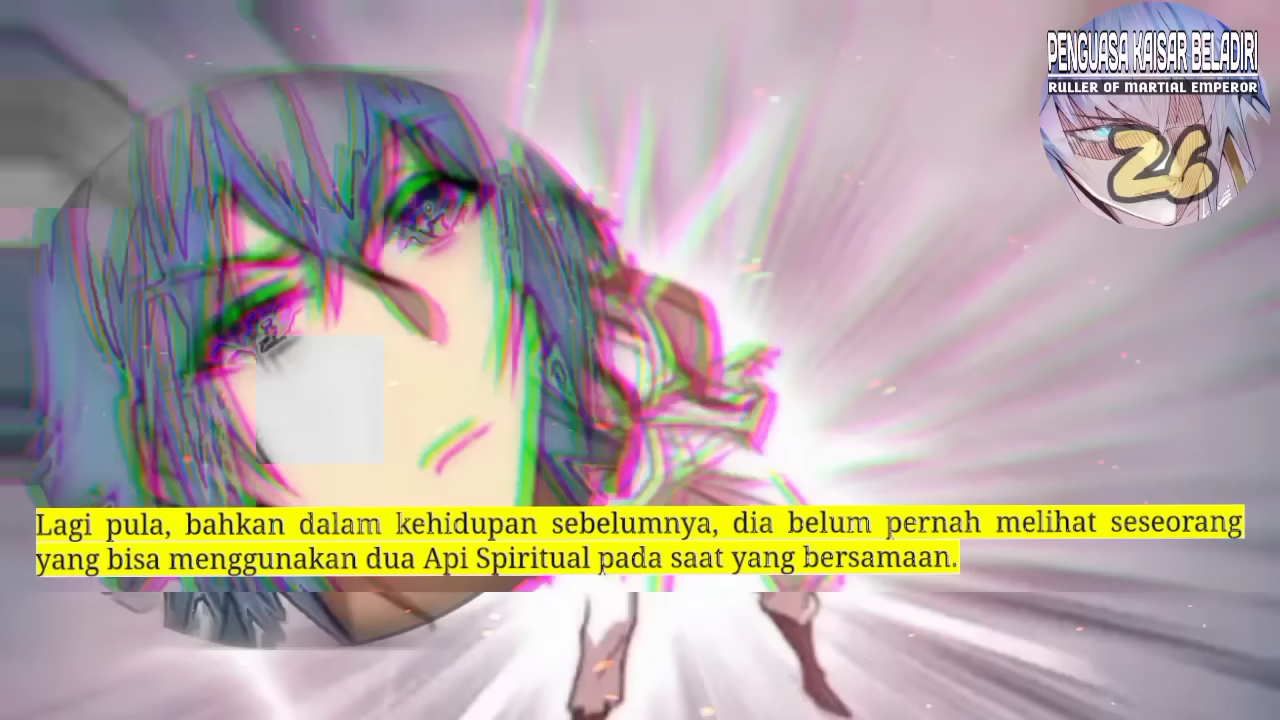 PENGUASA KAISAR BELADIRI
RULLER OF MARTIAL EMPEROR
26
Lagi pula, bahkan dalam kehidupan sebelumnya, dia belum pernah melihat seseorang
yang bisa menggunakan dua Api Spiritual pada saat yang bersamaan.